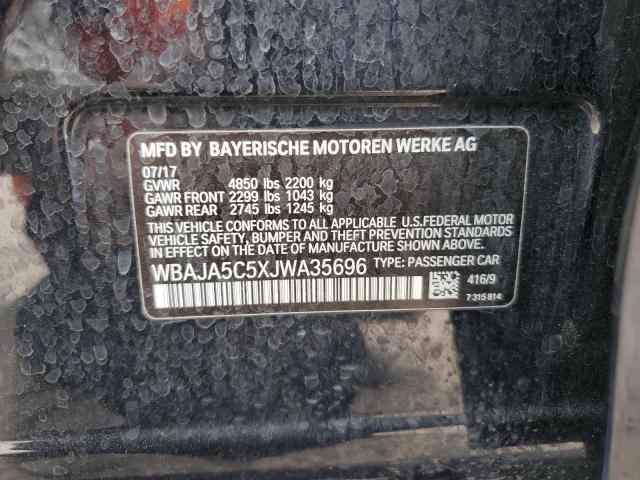 MFD BY BAYERISCHE MOTOREN WERKE AG
07/17
GVWR 4850 lbs 2200 kg
GAWR FRONT 2299 lbs 1043 kg
GAWR REAR 2745 lbs 1245 kg
THIS VEHICLE CONFORMS TO ALL APPLICABLE U.S.FEDERAL MOTOR
VEHICLE SAFETY, BUMPER AND THEFT PREVENTION STANDARDS
IN EFFECT ON THE DATE OF MANUFACTURE SHOWN ABOVE.
WBAJA5C5XJWA35696 TYPE: PASSENGER CAR
416/9
7 315 814